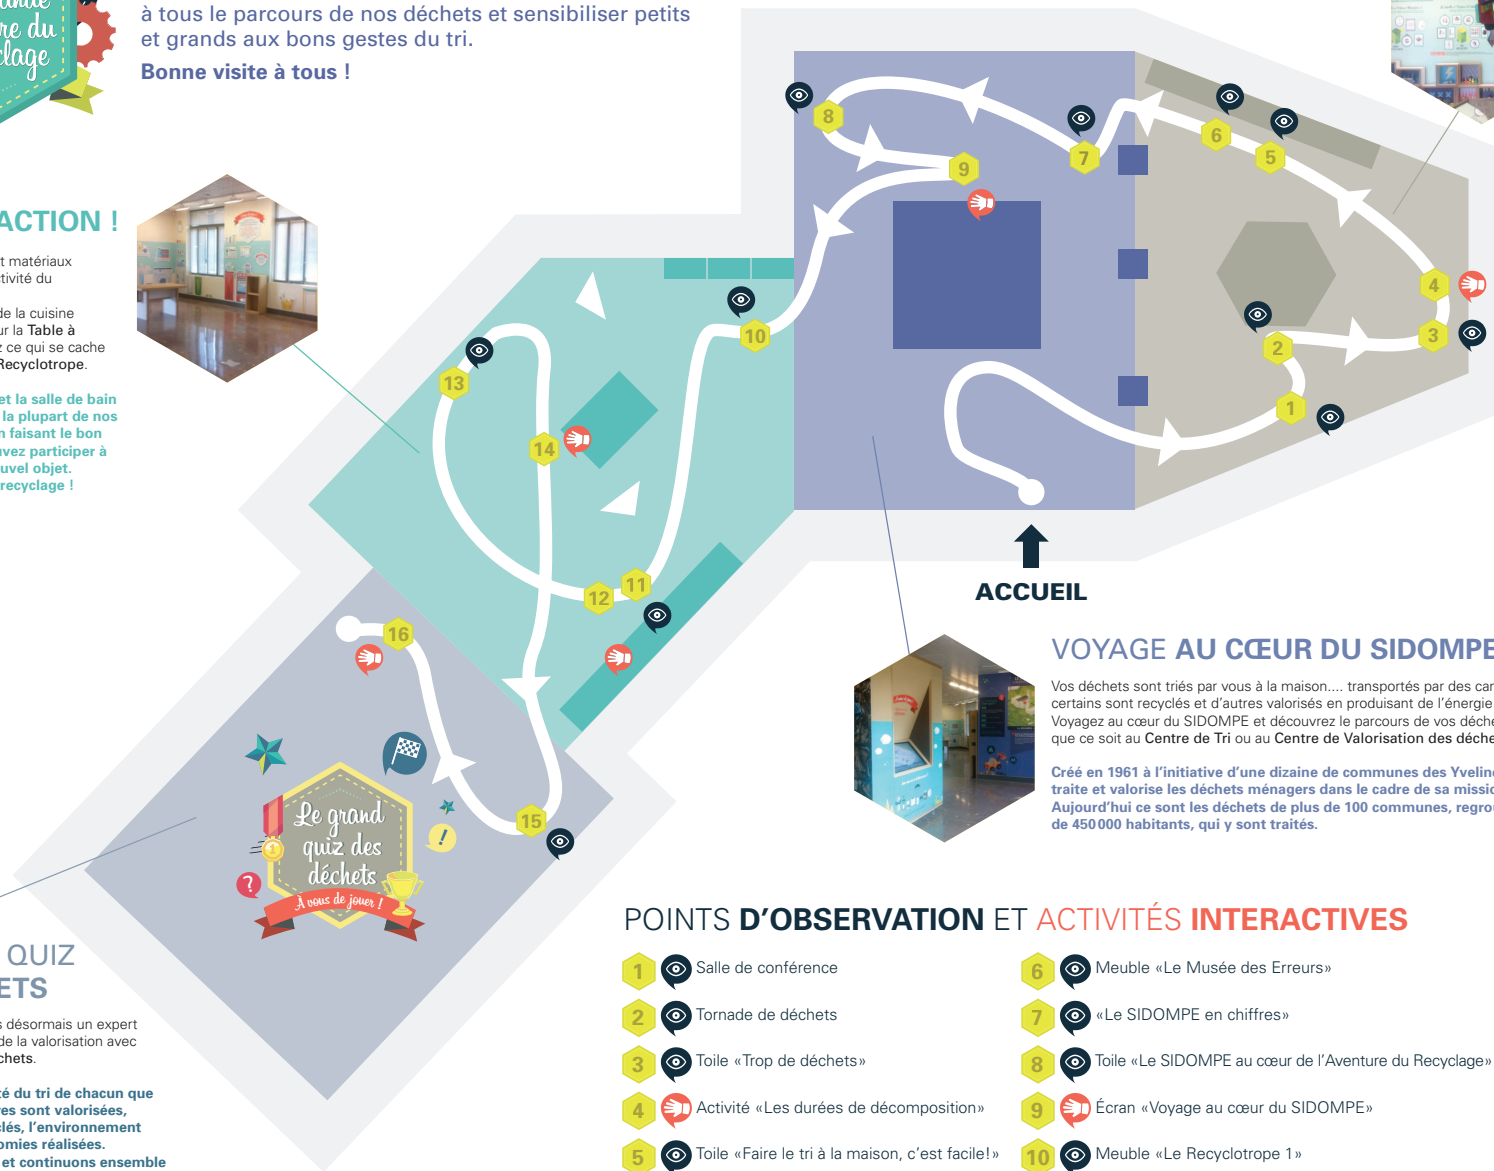 re du
clage
à tous le parcours de nos déchets et sensibiliser petits
et grands aux bons gestes du tri.
Bonne visite à tous !
ACTION !
t matériaux
ctivité du
de la cuisine
ur la Table à
z ce qui se cache
Recyclotrope.
et la salle de bain
la plupart de nos
n faisant le bon
uvez participer à
uvel objet.
recyclage !
8
7
6
5
9
4
3
2
1
10
13
14
11
12
16
15
ACCUEIL
VOYAGE AU CŒUR DU SIDOMPE
Vos déchets sont triés par vous à la maison.... transportés par des cam
certains sont recyclés et d'autres valorisés en produisant de l'énergie
Voyagez au cœur du SIDOMPE et découvrez le parcours de vos déche
que ce soit au Centre de Tri ou au Centre de Valorisation des déche
Créé en 1961 à l'initiative d'une dizaine de communes des Yveline
traite et valorise les déchets ménagers dans le cadre de sa missio
Aujourd'hui ce sont les déchets de plus de 100 communes, regrou
de 450 000 habitants, qui y sont traités.
Le grand
quiz des
déchets
À vous de jouer !
!
?
1
QUIZ
ETS
s désormais un expert
de la valorisation avec
chets.
té du tri de chacun que
res sont valorisées,
clés, l'environnement
omies réalisées.
et continuons ensemble
POINTS D'OBSERVATION ET ACTIVITÉS INTERACTIVES
1 Salle de conférence
2 Tornade de déchets
3 Toile «Trop de déchets»
4 Activité «Les durées de décomposition»
5 Toile «Faire le tri à la maison, c'est facile!»
6 Meuble «Le Musée des Erreurs»
7 «Le SIDOMPE en chiffres»
8 Toile «Le SIDOMPE au cœur de l'Aventure du Recyclage»
9 Écran «Voyage au cœur du SIDOMPE»
10 Meuble «Le Recyclotrope 1»